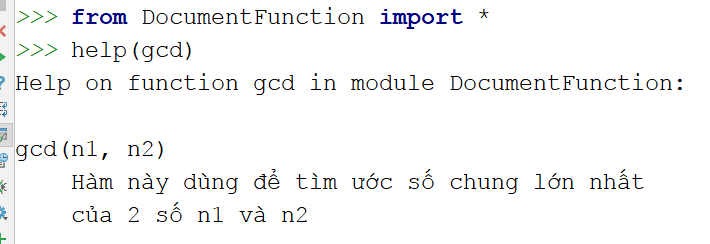 >>> from DocumentFunction import *
>>> help(gcd)
Help on function gcd in module DocumentFunction:
gcd(n1, n2)
Hàm này dùng để tìm ước số chung lớn nhất
của 2 số n1 và n2